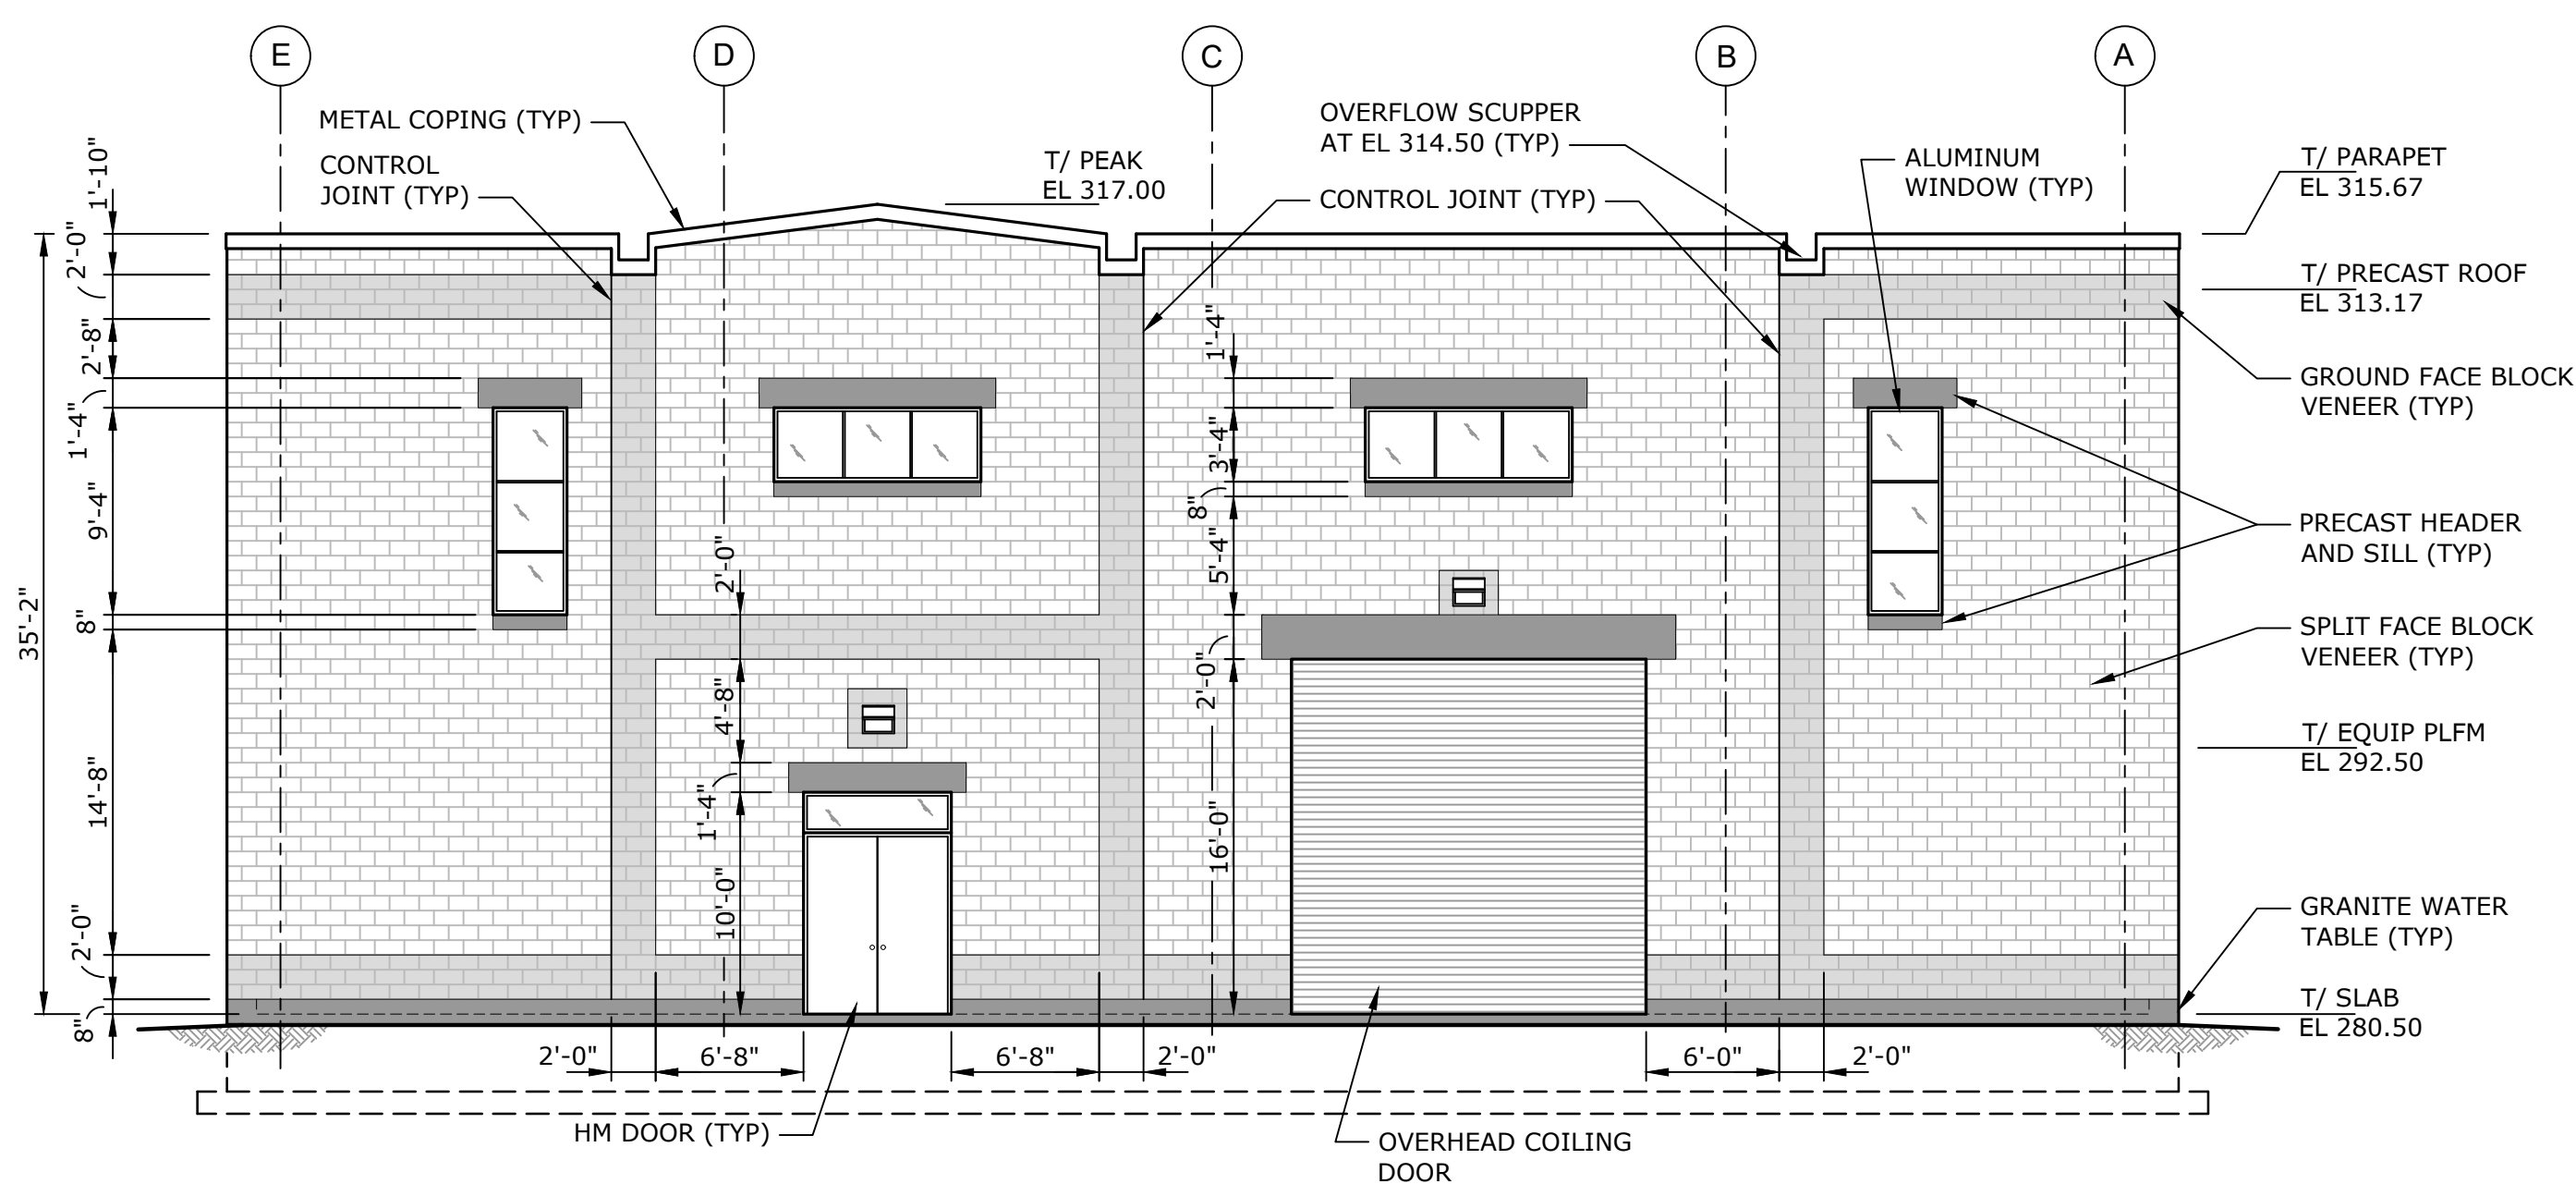 E
D
C
B
A
METAL COPING (TYP)
CONTROL
JOINT (TYP)
T/ PEAK
EL 317.00
OVERFLOW SCUPPER
AT EL 314.50 (TYP)
CONTROL JOINT (TYP)
ALUMINUM
WINDOW (TYP)
T/ PARAPET
EL 315.67
T/ PRECAST ROOF
EL 313.17
GROUND FACE BLOCK
VENEER (TYP)
PRECAST HEADER
AND SILL (TYP)
SPLIT FACE BLOCK
VENEER (TYP)
T/ EQUIP PLFM
EL 292.50
GRANITE WATER
TABLE (TYP)
T/ SLAB
EL 280.50
35'-2"
1'-10"
2'-0"
2'-8"
1'-4"
9'-4"
8"
14'-8"
2'-0"
8"
2'-0"
4'-8"
1'-4"
10'-0"
1'-4"
3'-4"
8"
5'-4"
2'-0"
16'-0"
2'-0"
6'-8"
6'-8"
2'-0"
6'-0"
2'-0"
HM DOOR (TYP)
OVERHEAD COILING
DOOR